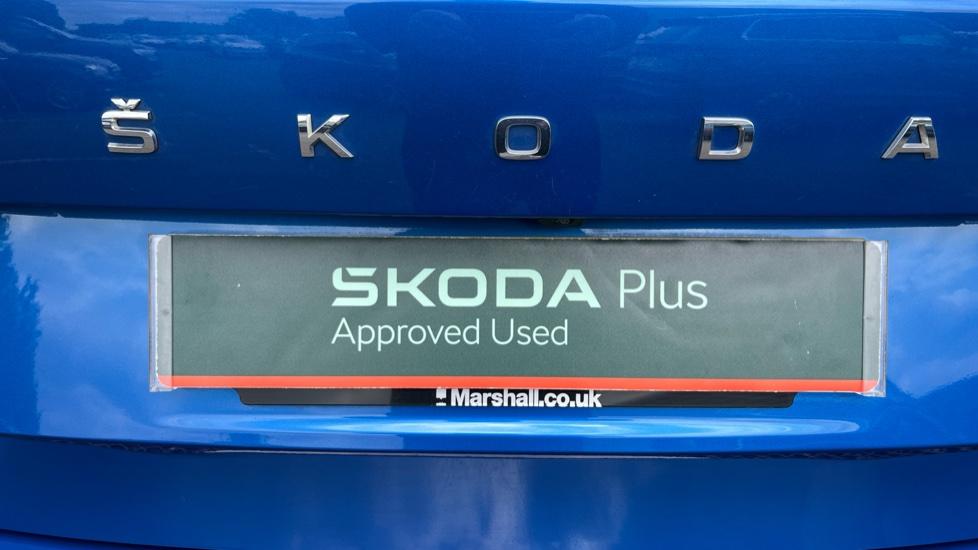 ŠKODA
ŠKODA Plus
Approved Used
Marshall.co.uk